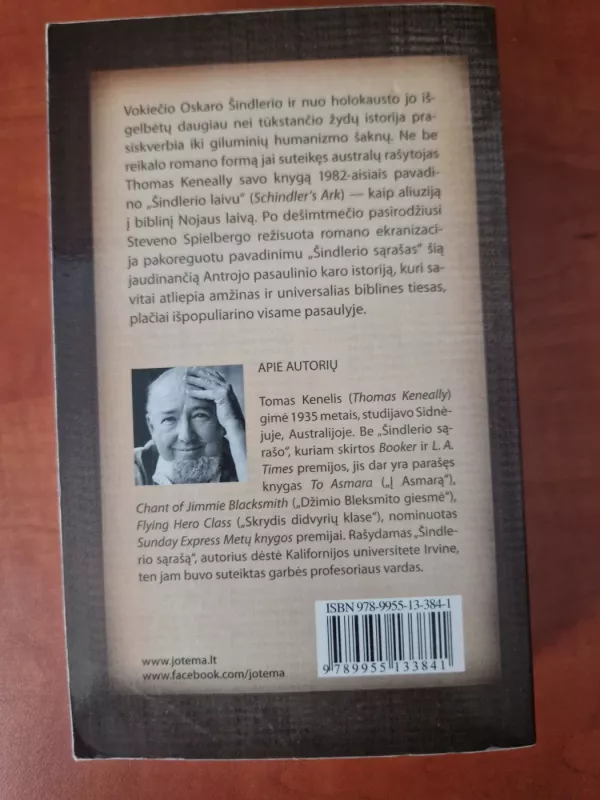 Vokiečio Oskaro Šindlerio ir nuo holokausto jo iš-
gelbėtų daugiau nei tūkstančio žydų istorija pra-
siskverbia iki giluminių humanizmo šaknų. Ne be
reikalo romano formą jai suteikęs australų rašytojas
Thomas Keneally savo knygą 1982-aisiais pavadi-
no „Šindlerio laivu“ (Schindler's Ark) — kaip aliuziją
į biblinį Nojaus laivą. Po dešimtmečio pasirodžiusi
Steveno Spielbergo režisuota romano ekranizaci-
ja pakoreguotu pavadinimu „Šindlerio sąrašas“ šią
jaudinančią Antrojo pasaulinio karo istoriją, kuri sa-
vitai atliepia amžinas ir universalias biblines tiesas,
plačiai išpopuliarino visame pasaulyje.
APIE AUTORIŲ
Tomas Kenelis (Thomas Keneally)
gimė 1935 metais, studijavo Sidnė-
juje, Australijoje. Be „Šindlerio są-
rašo“, kuriam skirtos Booker ir L. A.
Times premijos, jis dar yra parašęs
knygas To Asmara („Į Asmarą“),
Chant of Jimmie Blacksmith („Džimio Bleksmito giesmė“),
Flying Hero Class („Skrydis didvyrių klase“), nominuotas
Sunday Express Metų knygos premijai. Rašydamas „Šindle-
rio sąrašą“, autorius dėstė Kalifornijos universitete Irvine,
ten jam buvo suteiktas garbės profesoriaus vardas.
ISBN 978-9955-13-384-1
9 789955 133841
www.jotema.lt
www.facebook.com/jotema